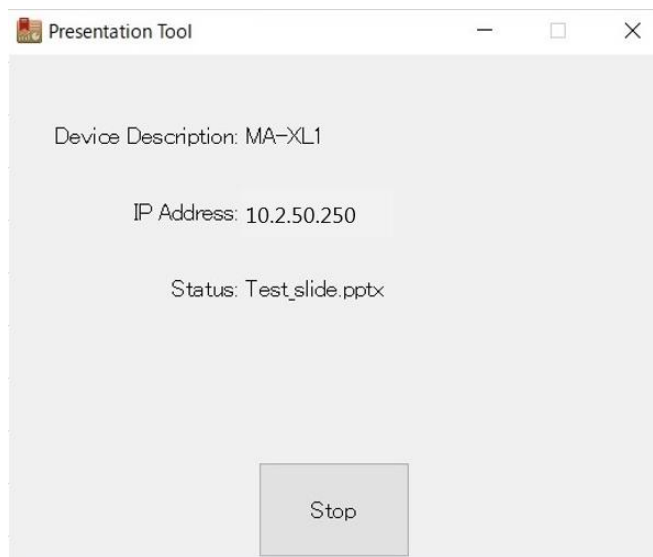 Presentation Tool
Device Description: MA-XL1
IP Address: 10.2.50.250
Status: Test_slide.pptx
Stop